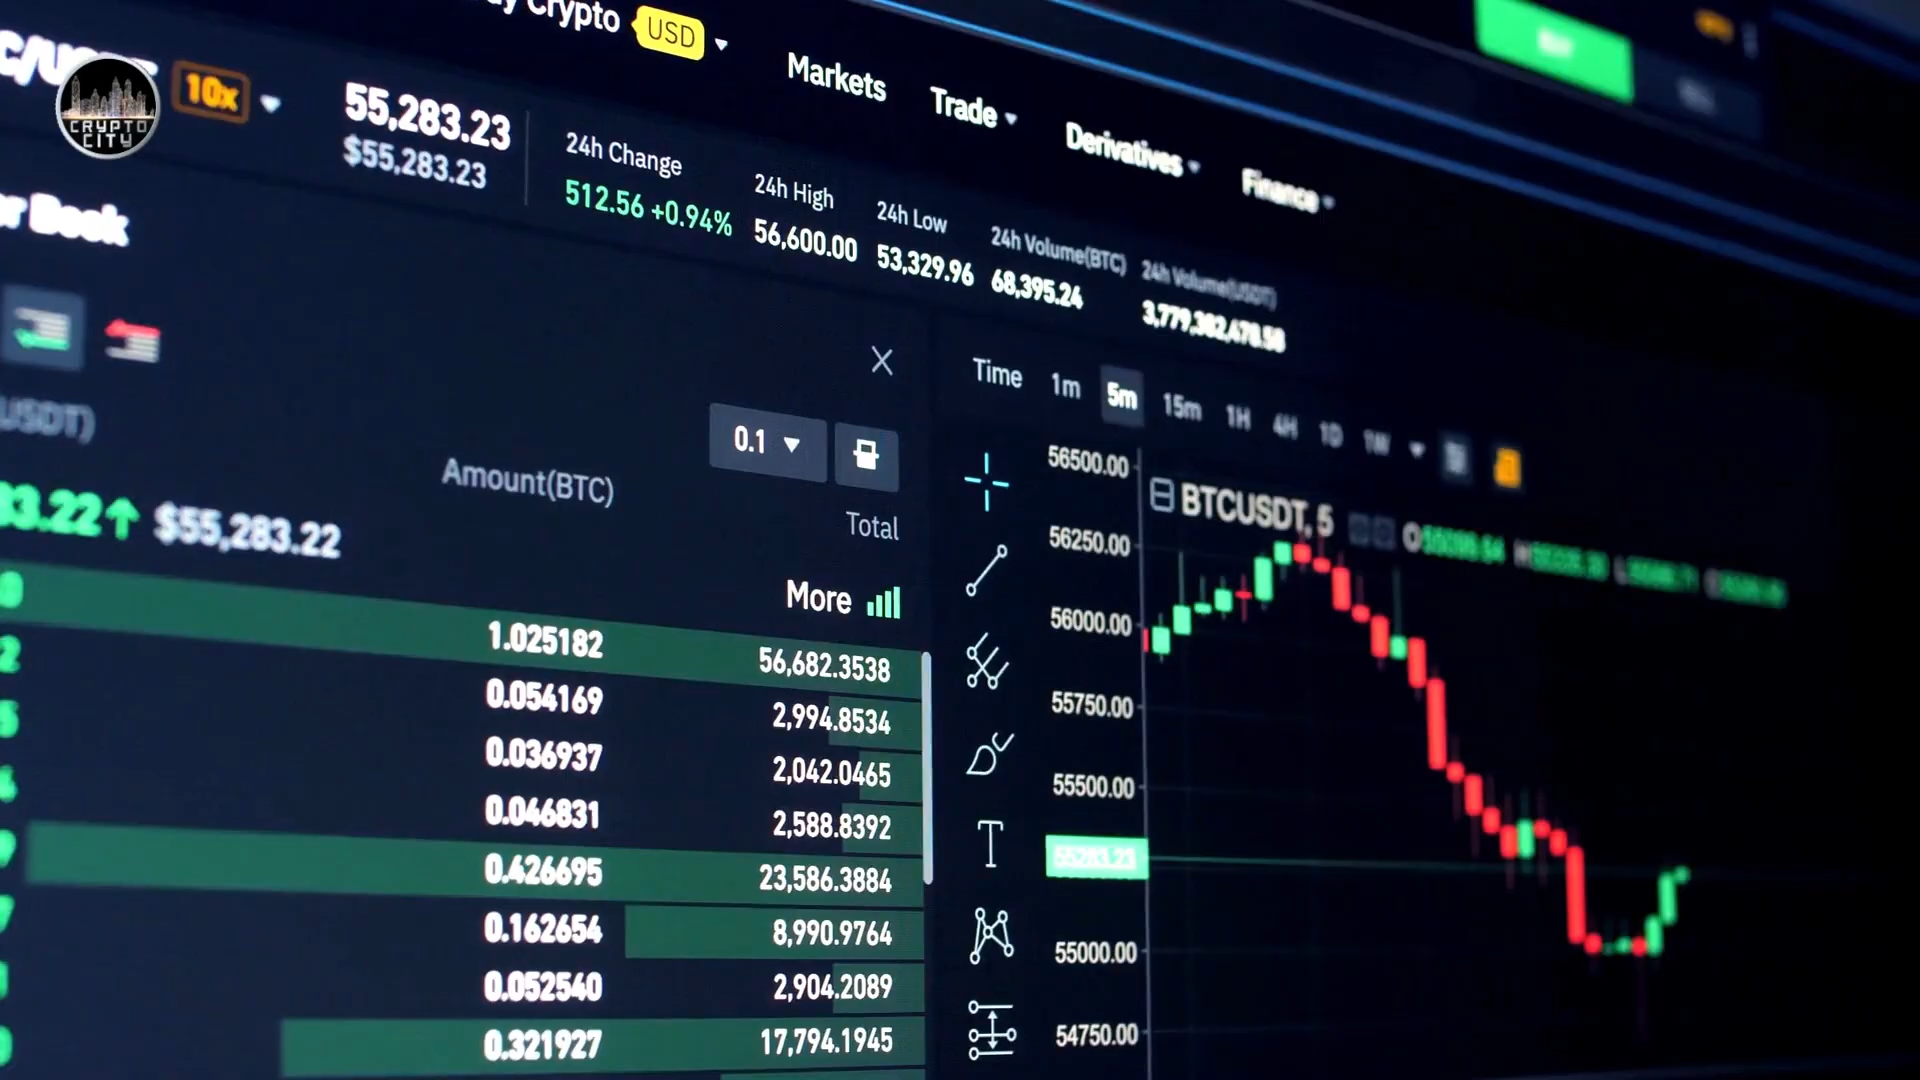 Crypto USD
Markets
Trade
Derivatives
Finance
10x
CRYPTO
CITY
55,283.23
$55,283.23
24h Change
512.56 +0.94%
24h High
56,600.00
24h Low
53,329.96
24h Volume(BTC)
68,395.24
24h Volume(USDT)
3,779,382,478.58
Book
0.1
Amount(BTC)
Total
$55,283.22
More
1.025182 56,682.3538
0.054169 2,994.8534
0.036937 2,042.0465
0.046831 2,588.8392
0.426695 23,586.3884
0.162654 8,990.9764
0.052540 2,904.2089
0.321927 17,794.1945
Time 1m 5m 15m 1H 4H 1D 1W
BTCUSDT, 5
56500.00
56250.00
56000.00
55750.00
55500.00
55283.23
55000.00
54750.00